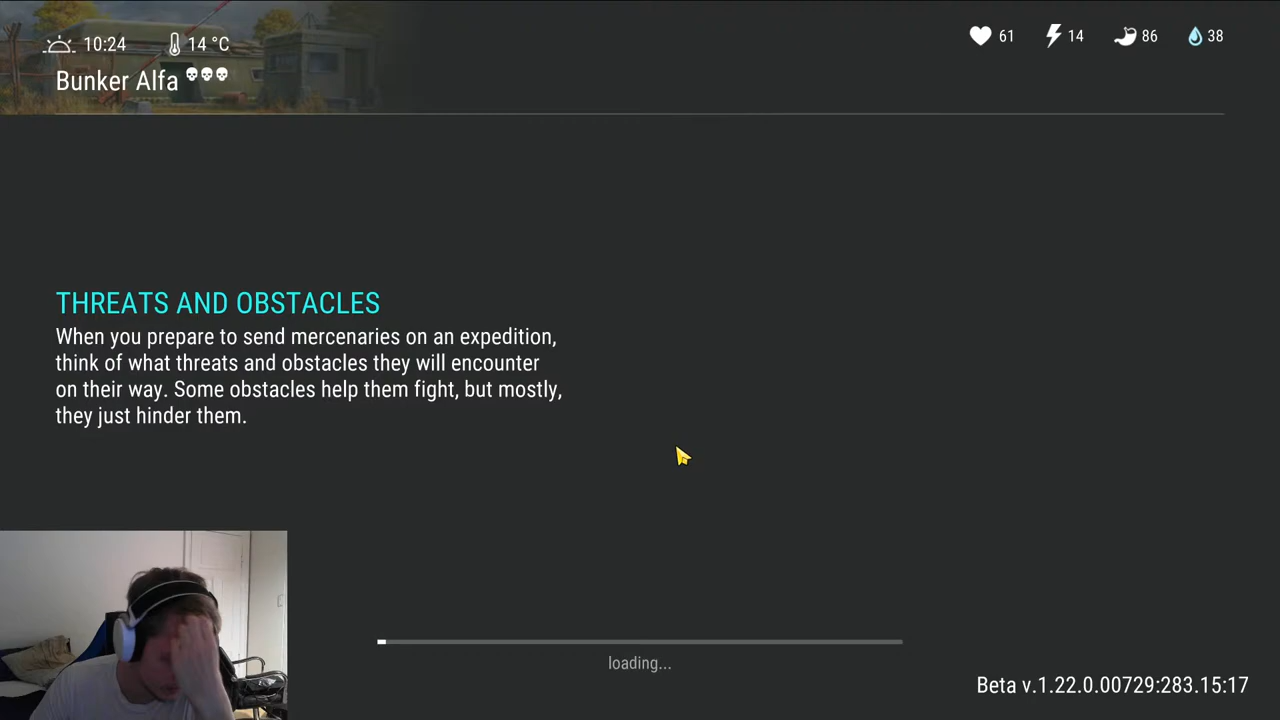 10:24 14 °C
61 14 86 38
Bunker Alfa
THREATS AND OBSTACLES
When you prepare to send mercenaries on an expedition,
think of what threats and obstacles they will encounter
on their way. Some obstacles help them fight, but mostly,
they just hinder them.
loading...
Beta v.1.22.0.00729:283.15:17